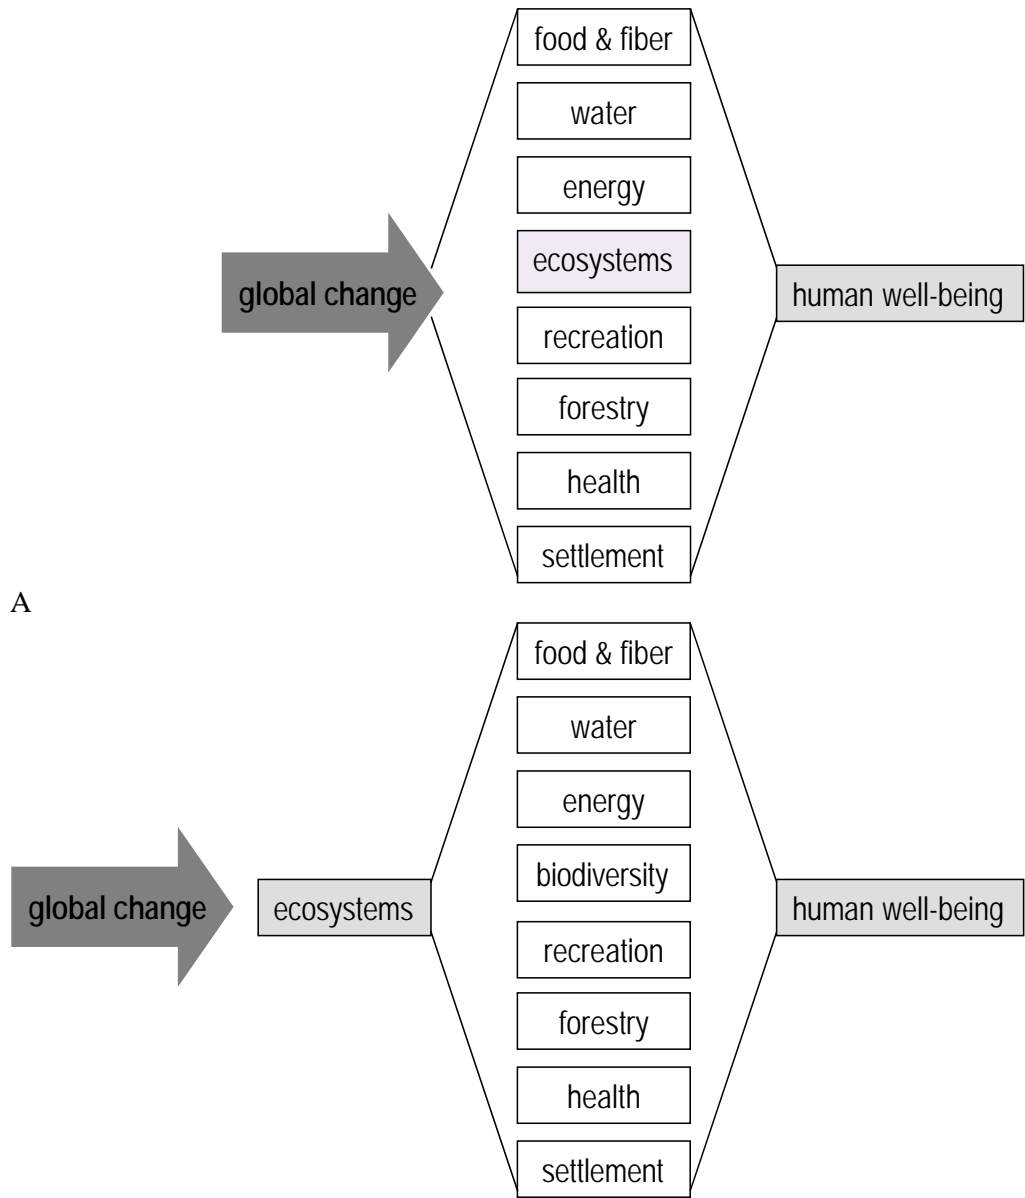 food & fiber
water
energy
ecosystems
global change
human well-being
recreation
forestry
health
settlement
A
food & fiber
water
energy
biodiversity
global change
ecosystems
human well-being
recreation
forestry
health
settlement